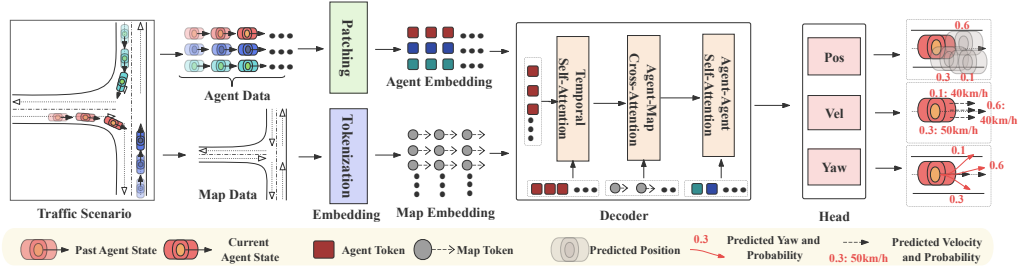 Traffic Scenario
Agent Data
Map Data
Patching
Tokenization
Embedding
Agent Embedding
Map Embedding
Temporal
Self-Attention
Agent-Map
Cross-Attention
Agent-Agent
Self-Attention
Decoder
Pos
Vel
Yaw
Head
0.6
0.3
0.1
0.1: 40km/h
0.6:
40km/h
0.3: 50km/h
0.1
0.6
0.3
Past Agent State
Current
Agent State
Agent Token
Map Token
Predicted Position
0.3
Predicted Yaw and
Probability
0.3: 50km/h
Predicted Velocity
and Probability